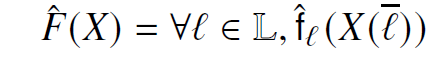 F̂(X) = ∀ℓ ∈ 𝕃, f̂_ℓ(X(ℓ̅))